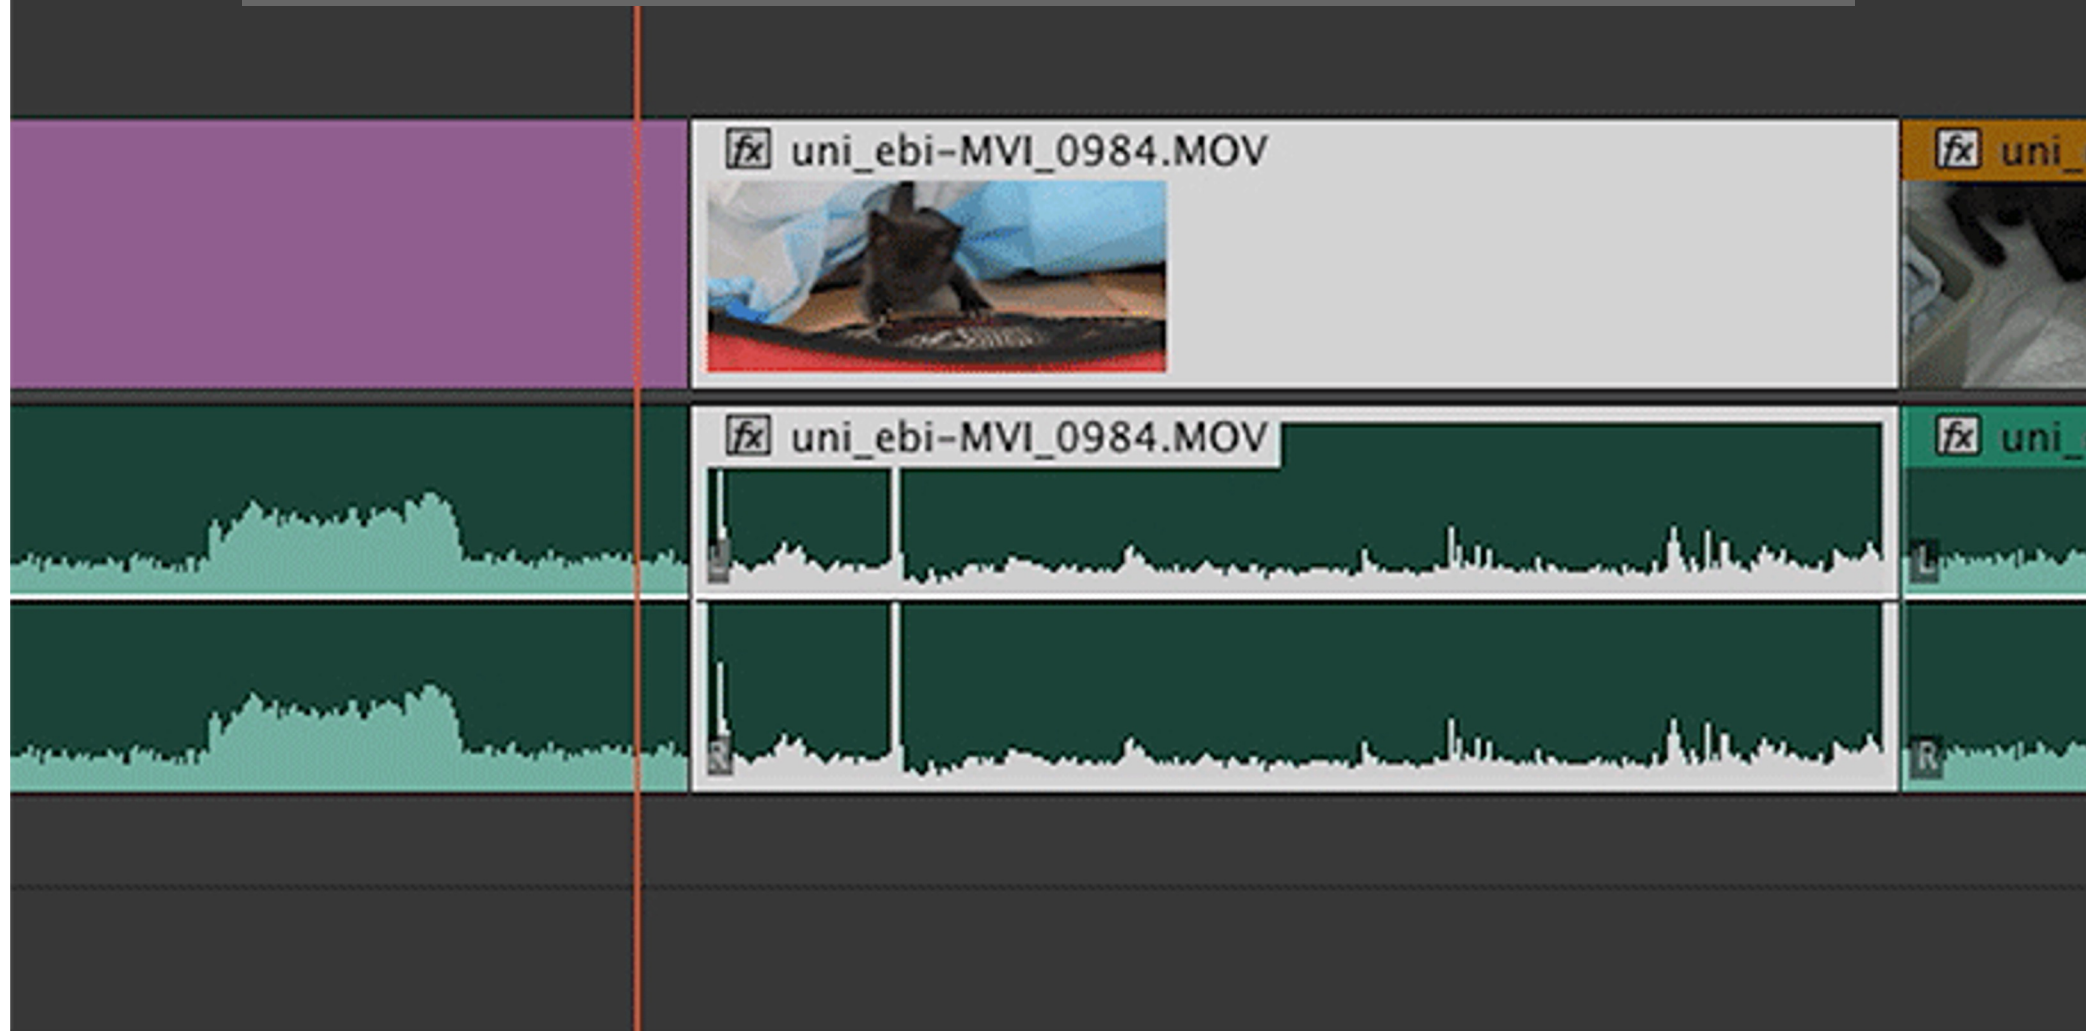 fx uni_ebi-MVI_0984.MOV
fx uni_
fx uni_ebi-MVI_0984.MOV
fx uni_
L
L
R
R